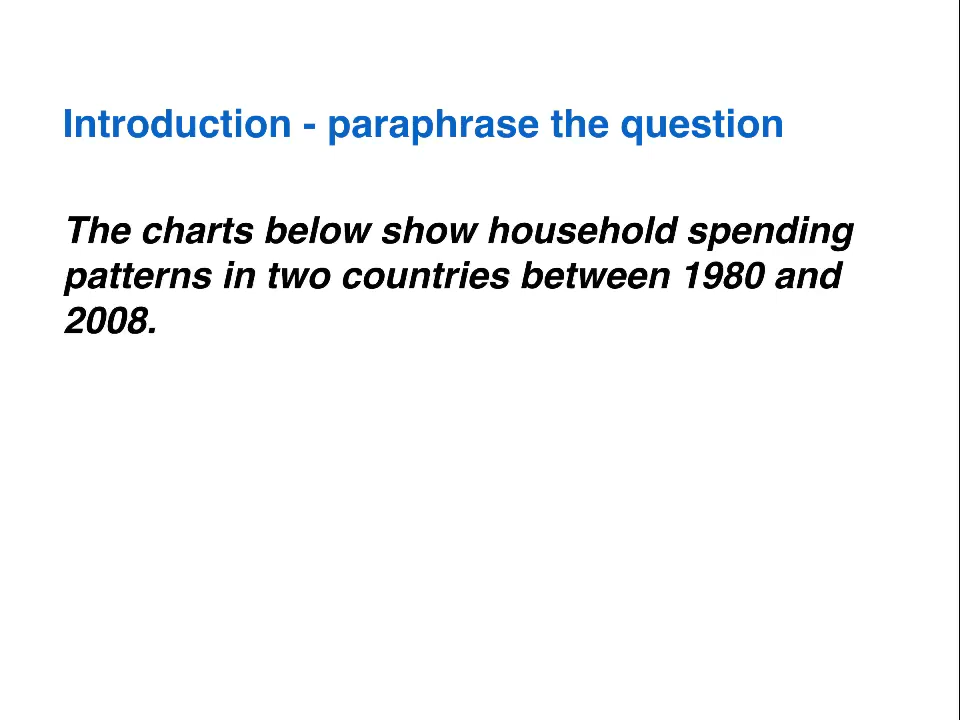 Introduction - paraphrase the question
The charts below show household spending
patterns in two countries between 1980 and
2008.